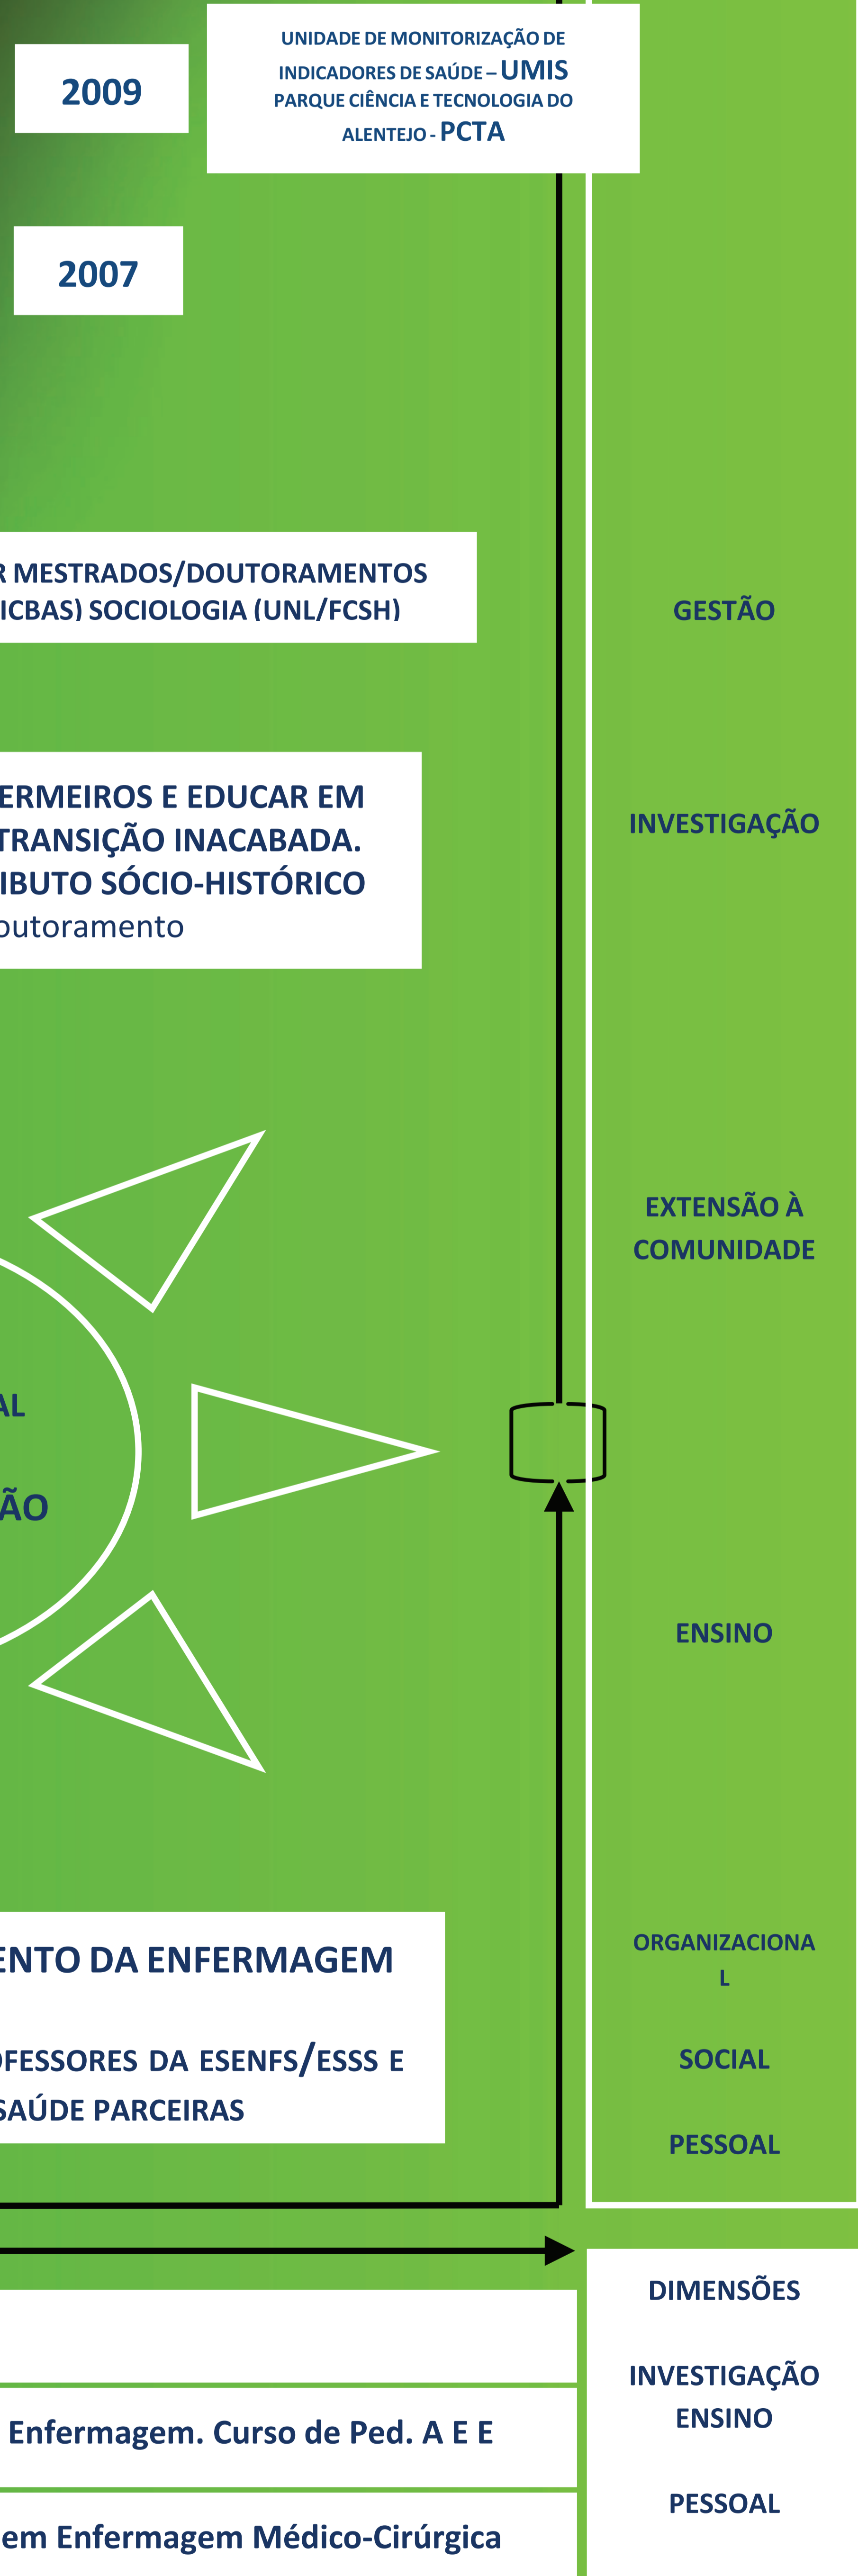 2009
UNIDADE DE MONITORIZAÇÃO DE
INDICADORES DE SAÚDE – UMIS
PARQUE CIÊNCIA E TECNOLOGIA DO
ALENTEJO - PCTA
2007
R MESTRADOS/DOUTORAMENTOS
ICBAS) SOCIOLOGIA (UNL/FCSH)
ERMEIROS E EDUCAR EM
TRANSIÇÃO INACABADA.
IBUTO SÓCIO-HISTÓRICO
outoramento
AL
ÃO
ENTO DA ENFERMAGEM
OFESSORES DA ESENFS/ESSS E
SAÚDE PARCEIRAS
GESTÃO
INVESTIGAÇÃO
EXTENSÃO À
COMUNIDADE
ENSINO
ORGANIZACIONA
L
SOCIAL
PESSOAL
Enfermagem. Curso de Ped. A E E
em Enfermagem Médico-Cirúrgica
DIMENSÕES
INVESTIGAÇÃO
ENSINO
PESSOAL